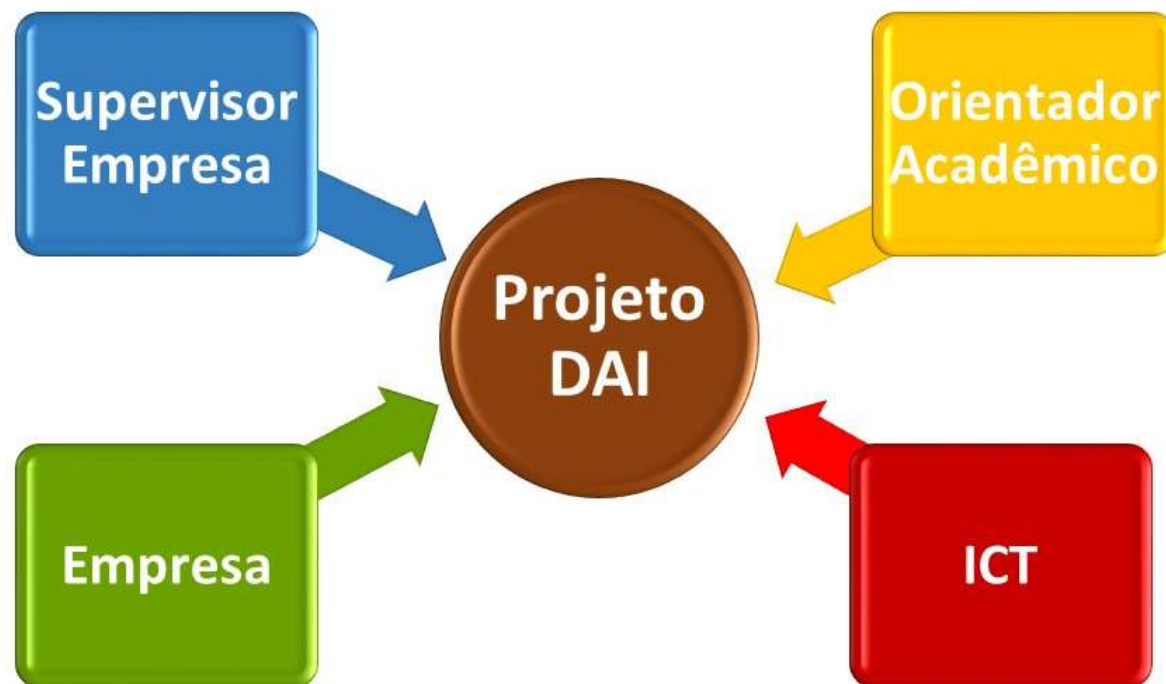 Supervisor
Empresa
Orientador
Acadêmico
Projeto
DAI
Empresa
ICT